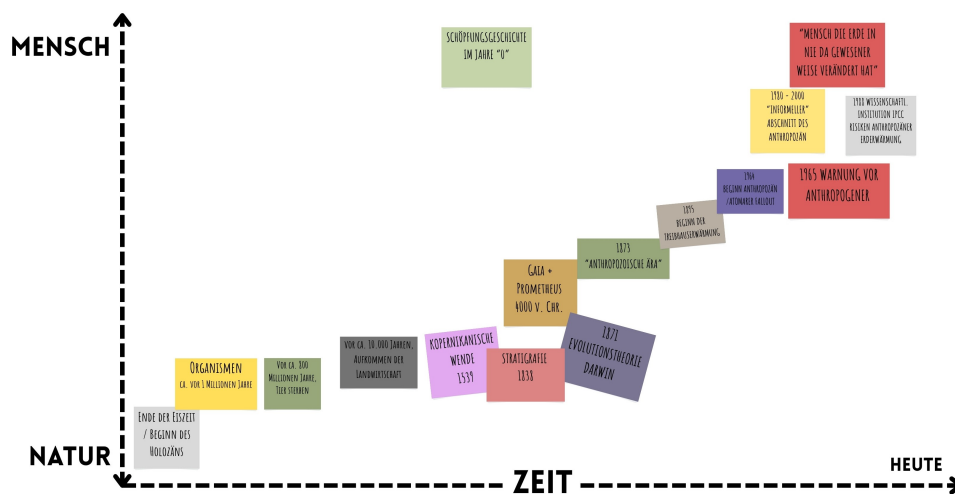 MENSCH
SCHÖPFUNGSGESCHICHTE
IM JAHRE "0"
"MENSCH DIE ERDE IN
NIE DA GEWESENER
WEISE VERÄNDERT HAT"
1980 - 2000
"INFORMELLER"
ABSCHNITT DES
ANTHROPOZÄN
1988 WISSENSCHAFTL.
INSTITUTION IPCC
RISIKEN ANTHROPOZÄNER
ERDERWÄRMUNG
1964
BEGINN ANTHROPOZÄN
/ATOMARER FALLOUT
1965 WARNUNG VOR
ANTHROPOGENER
1895
BEGINN DER
TREIBHAUSERWÄRMUNG
1873
"ANTHROPOZOISCHE ÄRA"
GAIA +
PROMETHEUS
4000 V. CHR.
1871
EVOLUTIONSTHEORIE
DARWIN
KOPERNIKANISCHE
WENDE
1539
STRATIGRAFIE
1838
VOR CA. 10.000 JAHREN,
AUFKOMMEN DER
LANDWIRTSCHAFT
ORGANISMEN
CA. VOR 1 MILLIONEN JAHRE
VOR CA. 800
MILLIONEN JAHRE,
TIER STERBEN
ENDE DER EISZEIT
/ BEGINN DES
HOLOZÄNS
NATUR
HEUTE
ZEIT